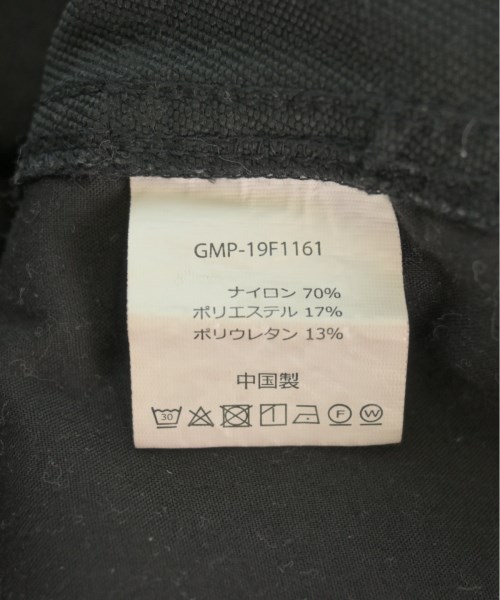 GMP-19F1161
ナイロン 70%
ポリエステル 17%
ポリウレタン 13%
中国製
30 F W